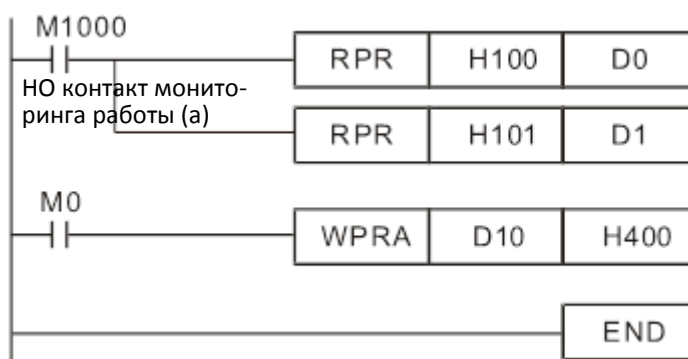 M1000
RPR H100 D0
НО контакт монито-
ринга работы (a)
RPR H101 D1
M0
WPRA D10 H400
END